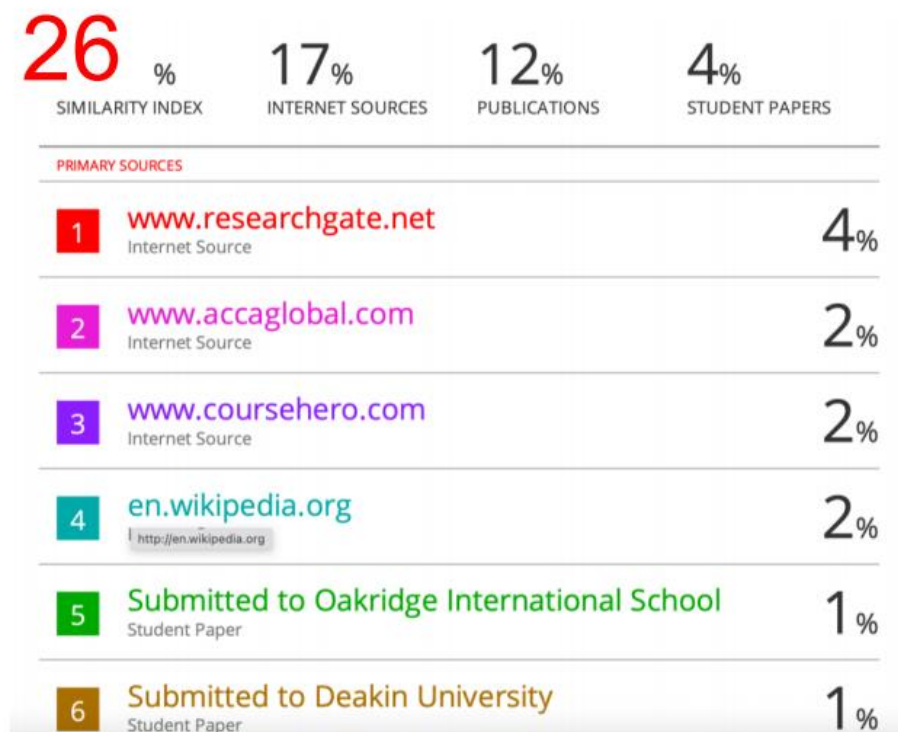 26 % 17% 12% 4%
SIMILARITY INDEX INTERNET SOURCES PUBLICATIONS STUDENT PAPERS
PRIMARY SOURCES
1 www.researchgate.net 4%
Internet Source
2 www.accaglobal.com 2%
Internet Source
3 www.coursehero.com 2%
Internet Source
4 en.wikipedia.org 2%
http://en.wikipedia.org
5 Submitted to Oakridge International School 1%
Student Paper
6 Submitted to Deakin University 1%
Student Paper